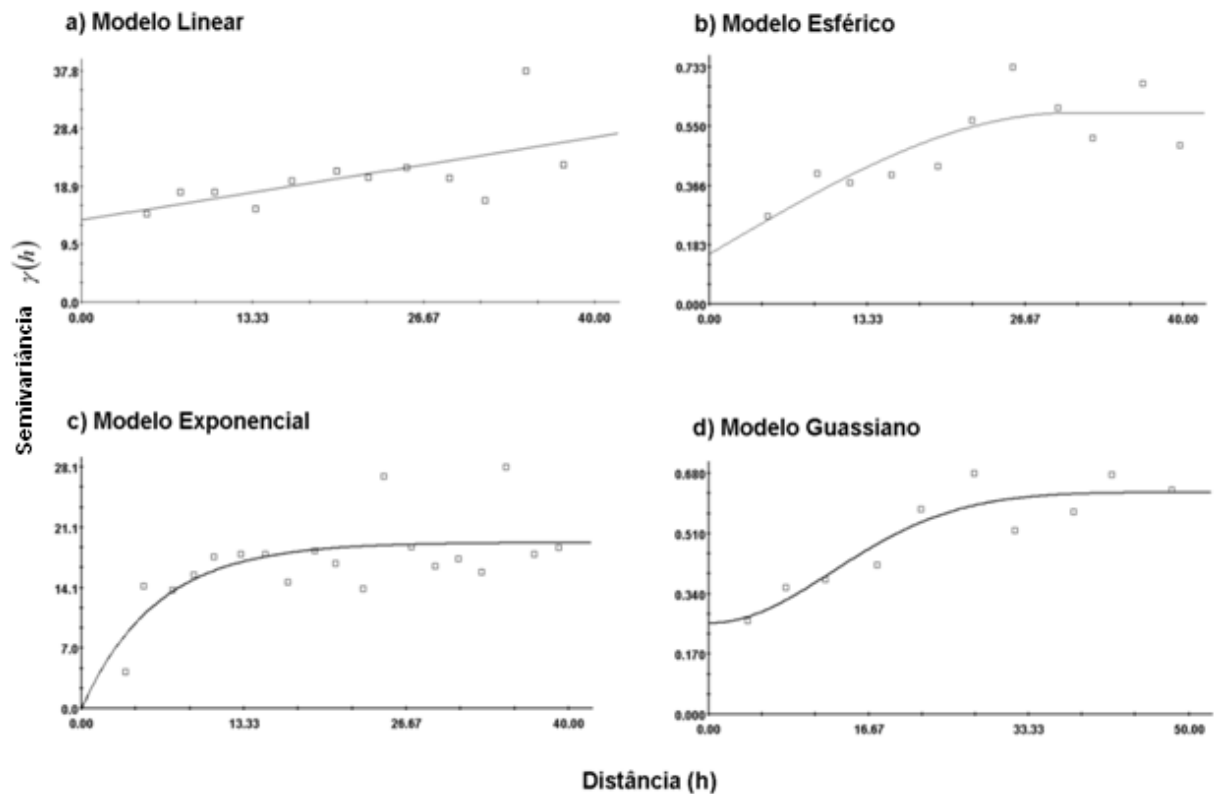 a) Modelo Linear
37.8
28.4
18.9
9.5
0.0
0.00 13.33 26.67 40.00
b) Modelo Esférico
0.733
0.550
0.366
0.183
0.000
0.00 13.33 26.67 40.00
Semivariância γ(h)
c) Modelo Exponencial
28.1
21.1
14.1
7.0
0.0
0.00 13.33 26.67 40.00
d) Modelo Guassiano
0.680
0.510
0.340
0.170
0.000
0.00 16.67 33.33 50.00
Distância (h)